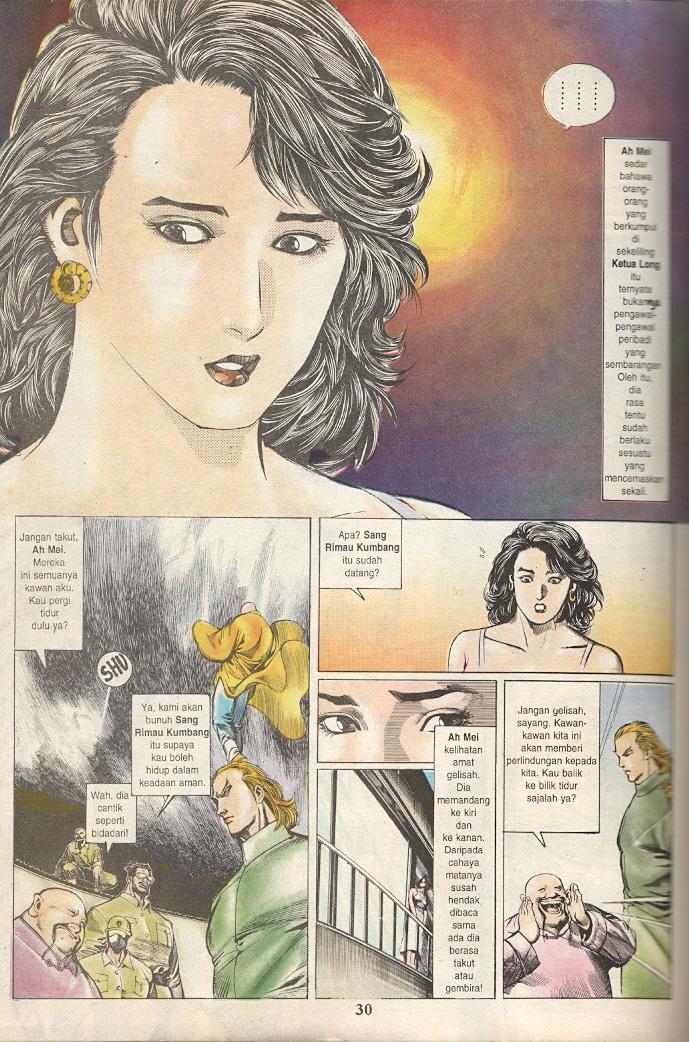 Ah Mei
sedar
bahawa
orang-
orang
yang
berkumpul
di
sekeliling
Ketua Long
itu
ternyata
bukannya
pengawal-
pengawal
peribadi
yang
sembarangan
Oleh itu,
dia
rasa
tentu
sudah
berlaku
sesuatu
yang
mencemaskan
sekali.
Jangan takut,
Ah Mei.
Mereka
ini semuanya
kawan aku.
Kau pergi
tidur
dulu ya?
SHU
Ya, kami akan
bunuh Sang
Rimau Kumbang
itu supaya
kau boleh
hidup dalam
keadaan aman.
Wah, dia
cantik
seperti
bidadari!
Apa? Sang
Rimau Kumbang
itu sudah
datang?
Ah Mei
kelihatan
amat
gelisah.
Dia
memandang
ke kiri
dan
ke kanan.
Daripada
cahaya
matanya
susah
hendak
dibaca
sama
ada dia
berasa
takut
atau
gembira!
Jangan gelisah,
sayang. Kawan-
kawan kita ini
akan memberi
perlindungan kepada
kita. Kau balik
ke bilik tidur
sajalah ya?
30